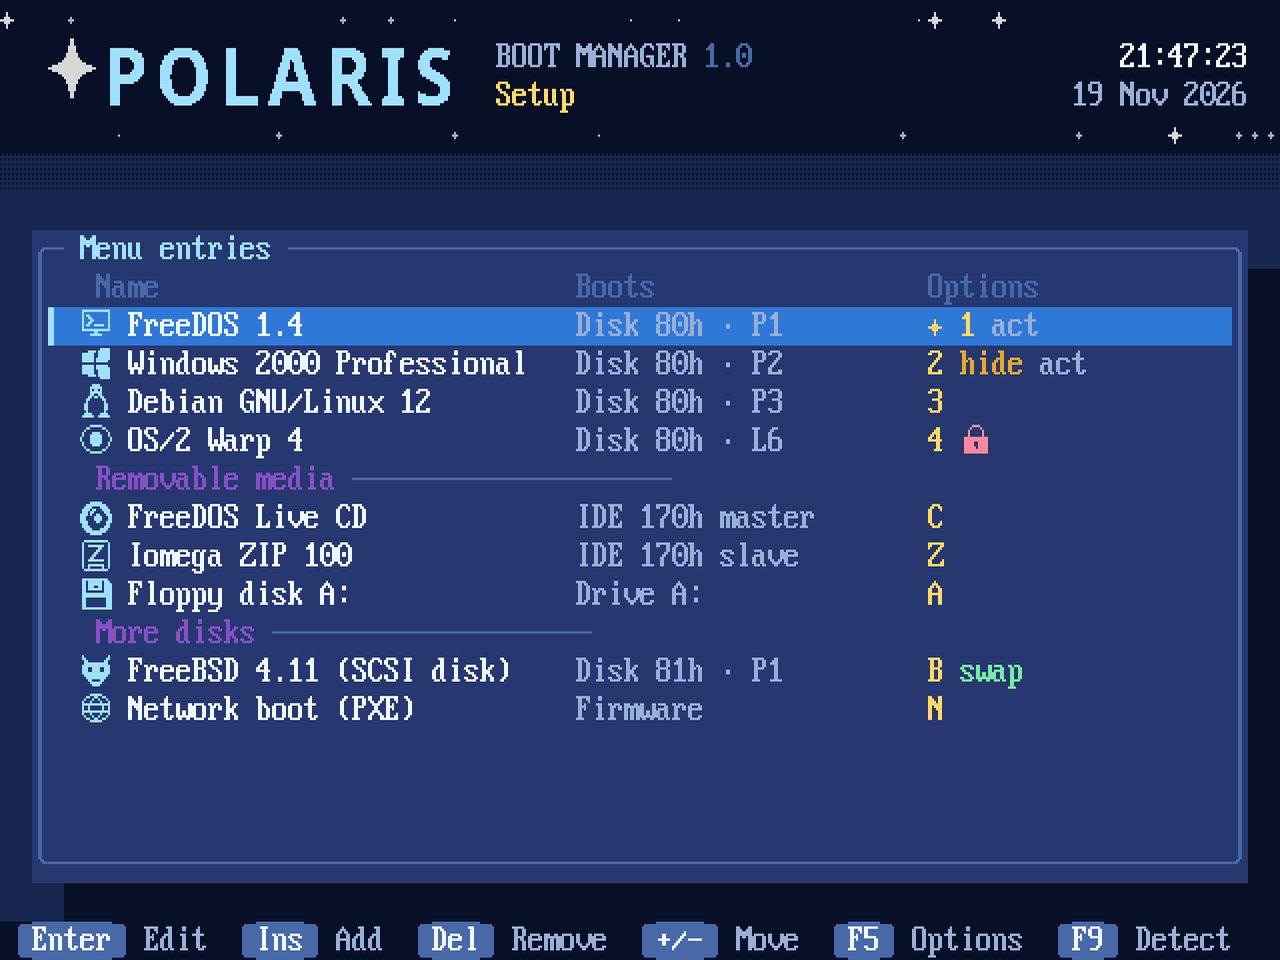 POLARIS
BOOT MANAGER 1.0
Setup
21:47:23
19 Nov 2026
Menu entries
Name Boots Options
FreeDOS 1.4 Disk 80h · P1 1 act
Windows 2000 Professional Disk 80h · P2 2 hide act
Debian GNU/Linux 12 Disk 80h · P3 3
OS/2 Warp 4 Disk 80h · L6 4
Removable media
FreeDOS Live CD IDE 170h master C
Iomega ZIP 100 IDE 170h slave Z
Floppy disk A: Drive A: A
More disks
FreeBSD 4.11 (SCSI disk) Disk 81h · P1 B swap
Network boot (PXE) Firmware N
Enter Edit Ins Add Del Remove +/- Move F5 Options F9 Detect